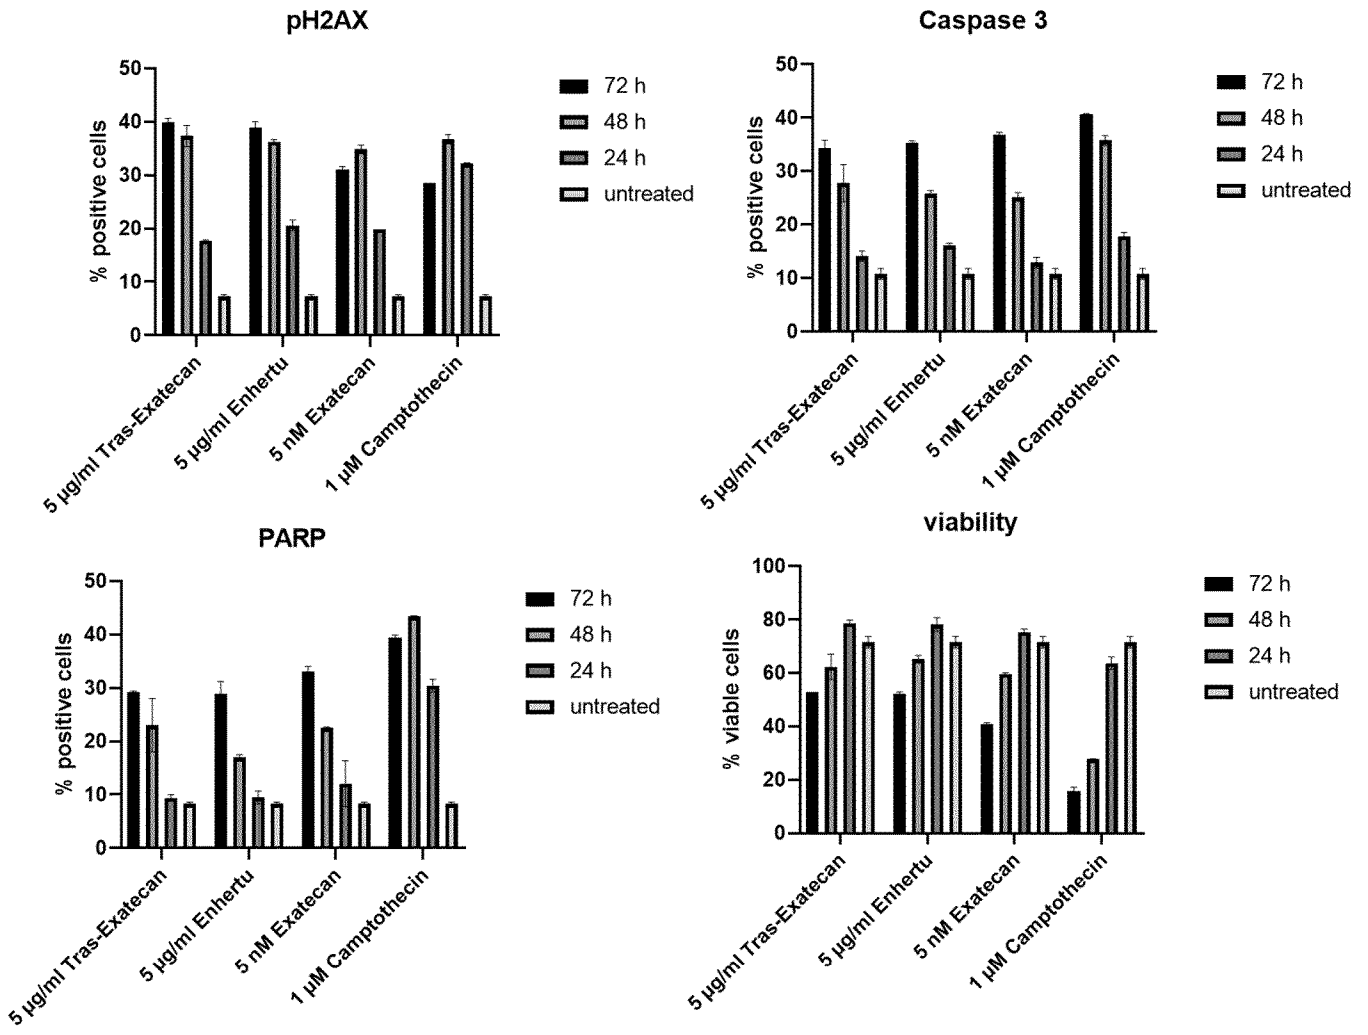 pH2AX
% positive cells
50
40
30
20
10
0
72 h
48 h
24 h
untreated
5 µg/ml Tras-Exatecan
5 µg/ml Enhertu
5 nM Exatecan
1 µM Camptothecin
Caspase 3
% positive cells
50
40
30
20
10
0
72 h
48 h
24 h
untreated
5 µg/ml Tras-Exatecan
5 µg/ml Enhertu
5 nM Exatecan
1 µM Camptothecin
PARP
% positive cells
50
40
30
20
10
0
72 h
48 h
24 h
untreated
5 µg/ml Tras-Exatecan
5 µg/ml Enhertu
5 nM Exatecan
1 µM Camptothecin
viability
% viable cells
100
80
60
40
20
0
72 h
48 h
24 h
untreated
5 µg/ml Tras-Exatecan
5 µg/ml Enhertu
5 nM Exatecan
1 µM Camptothecin